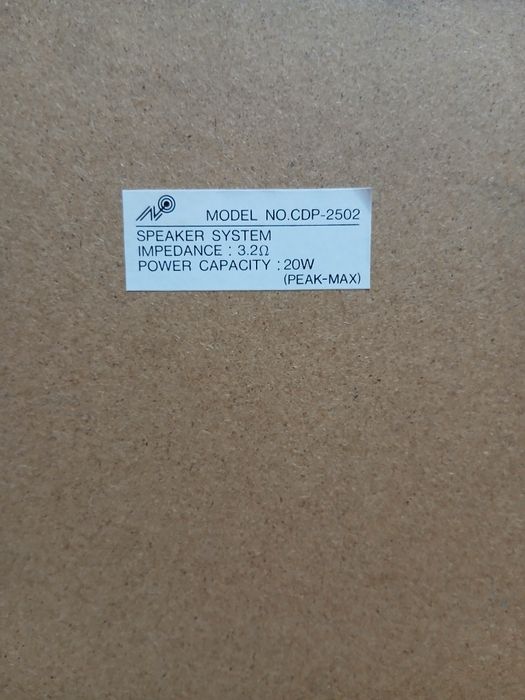 MODEL NO.CDP-2502
SPEAKER SYSTEM
IMPEDANCE : 3.2Ω
POWER CAPACITY : 20W
(PEAK-MAX)